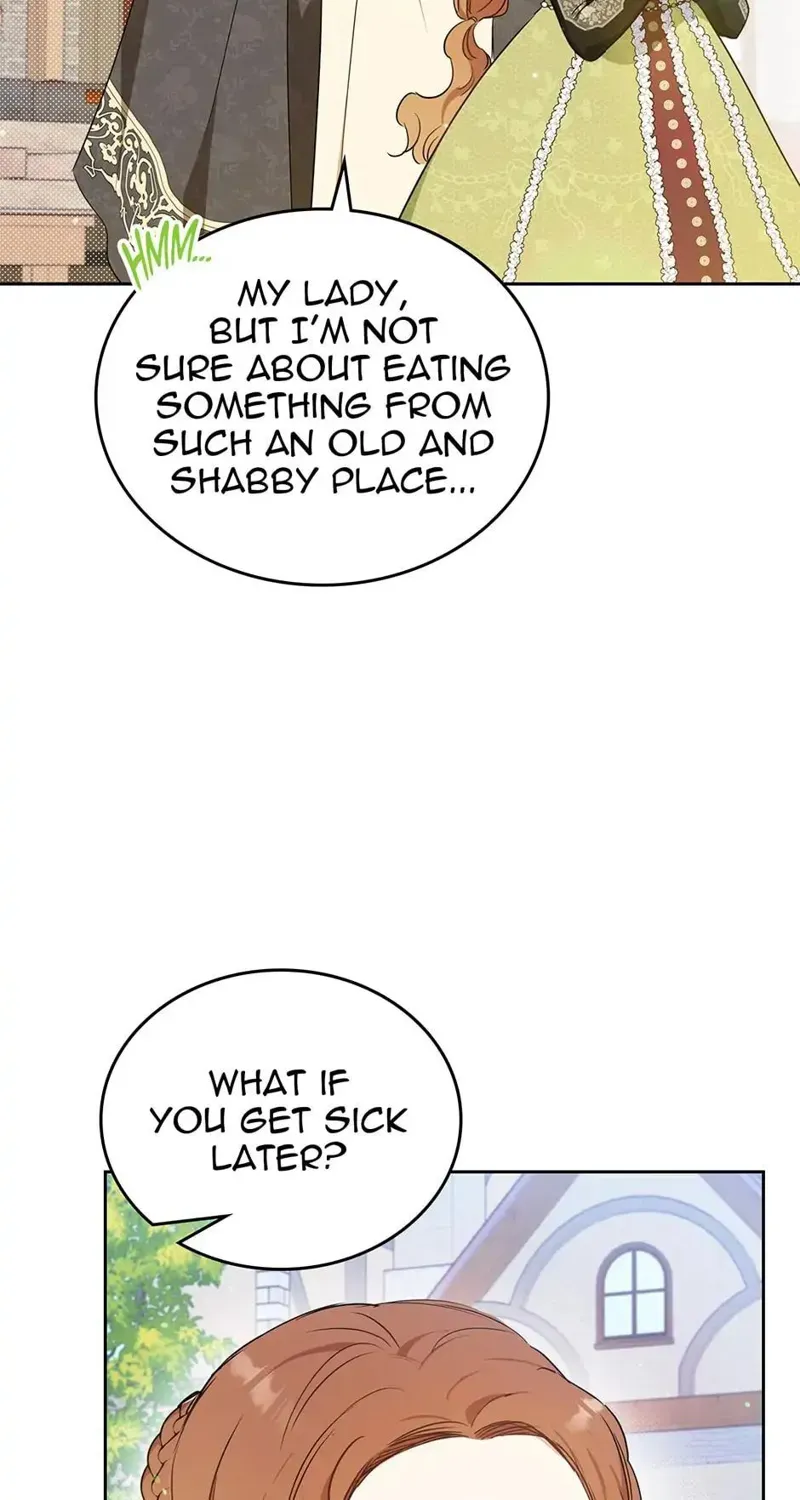 HMM...
MY LADY,
BUT I'M NOT
SURE ABOUT EATING
SOMETHING FROM
SUCH AN OLD AND
SHABBY PLACE...
WHAT IF
YOU GET SICK
LATER?